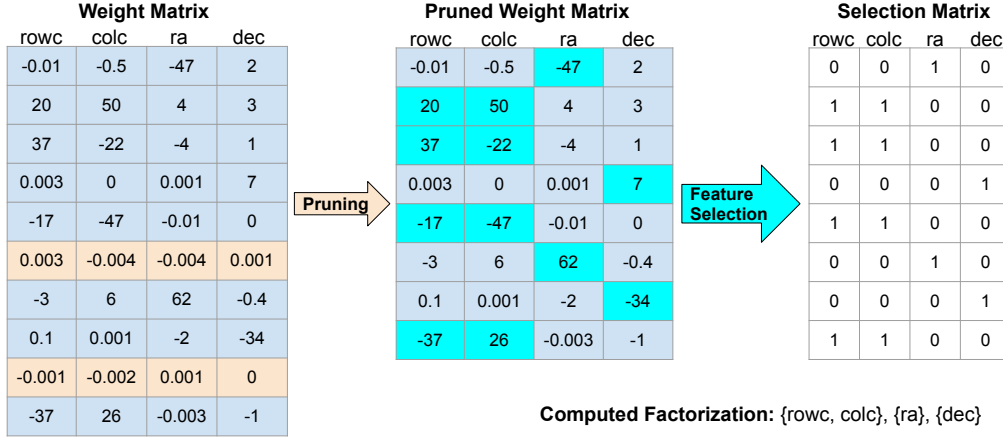 Weight Matrix
rowc colc ra dec
-0.01 -0.5 -47 2
20 50 4 3
37 -22 -4 1
0.003 0 0.001 7
-17 -47 -0.01 0
0.003 -0.004 -0.004 0.001
-3 6 62 -0.4
0.1 0.001 -2 -34
-0.001 -0.002 0.001 0
-37 26 -0.003 -1
Pruning
Pruned Weight Matrix
rowc colc ra dec
-0.01 -0.5 -47 2
20 50 4 3
37 -22 -4 1
0.003 0 0.001 7
-17 -47 -0.01 0
-3 6 62 -0.4
0.1 0.001 -2 -34
-37 26 -0.003 -1
Feature
Selection
Selection Matrix
rowc colc ra dec
0 0 1 0
1 1 0 0
1 1 0 0
0 0 0 1
1 1 0 0
0 0 1 0
0 0 0 1
1 1 0 0
Computed Factorization: {rowc, colc}, {ra}, {dec}